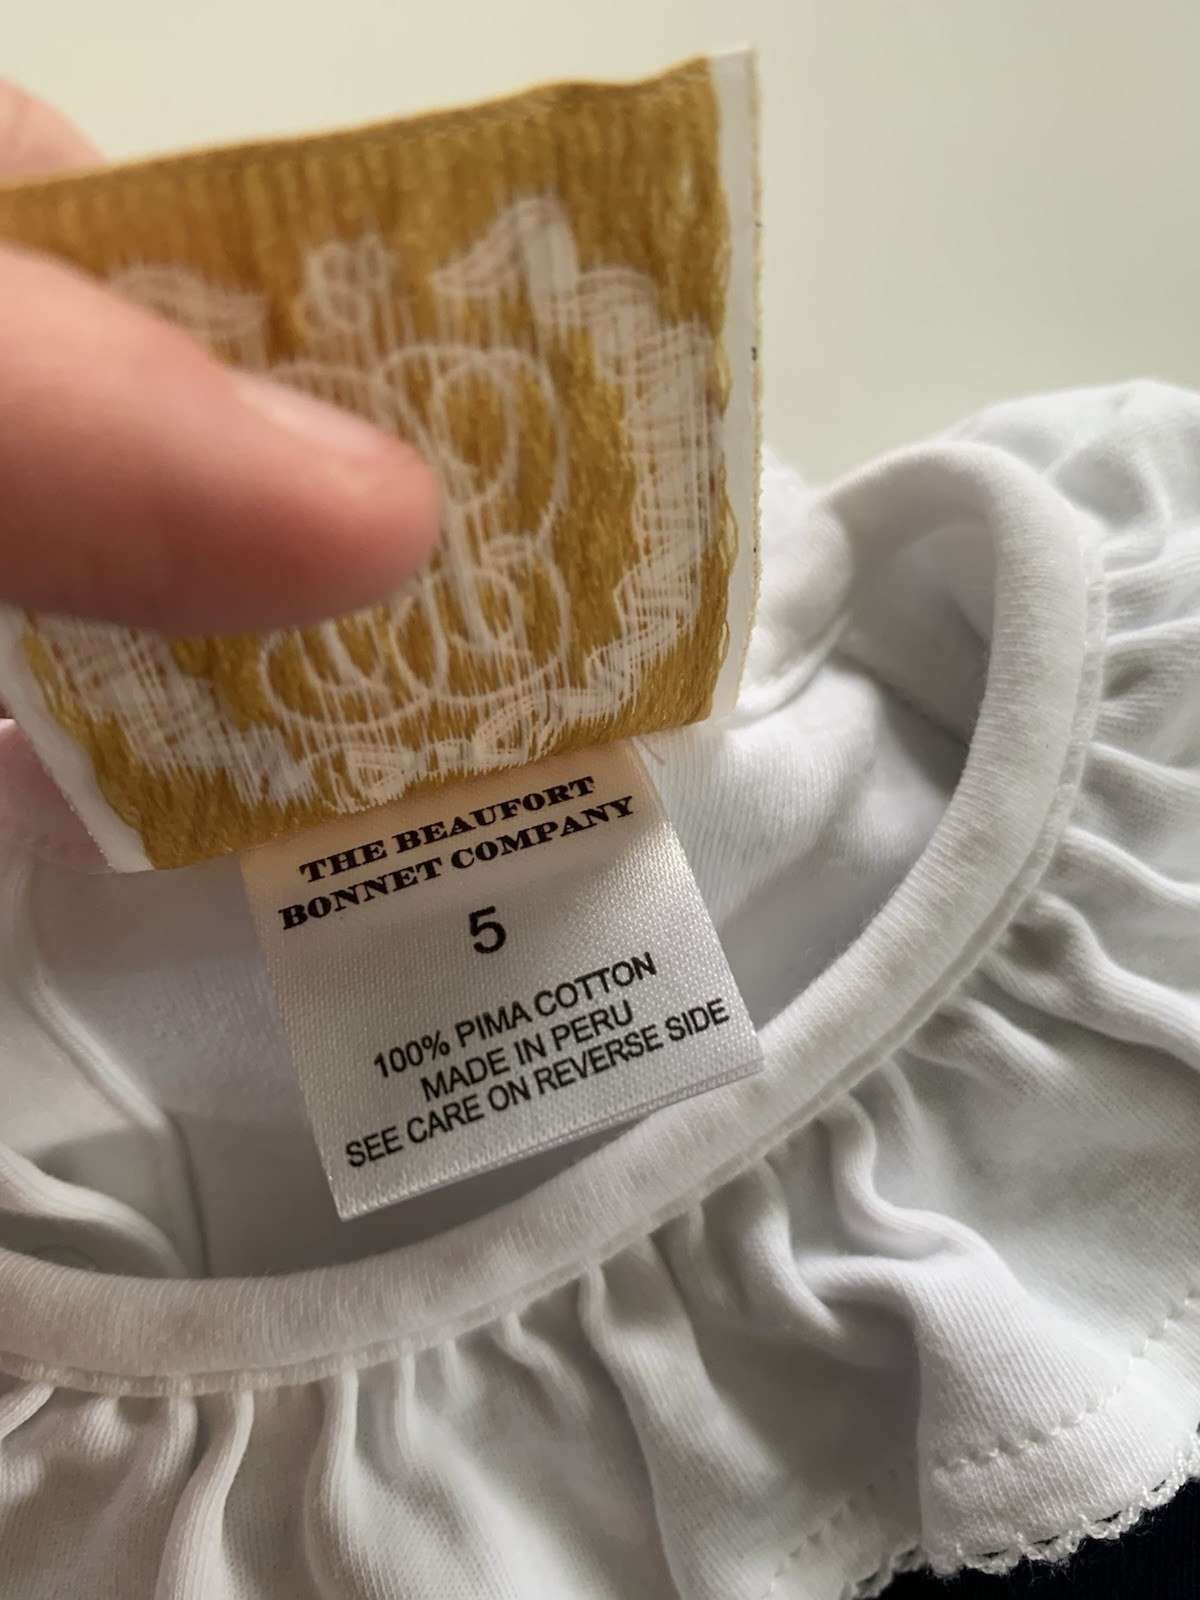 THE BEAUFORT
BONNET COMPANY
5
100% PIMA COTTON
MADE IN PERU
SEE CARE ON REVERSE SIDE